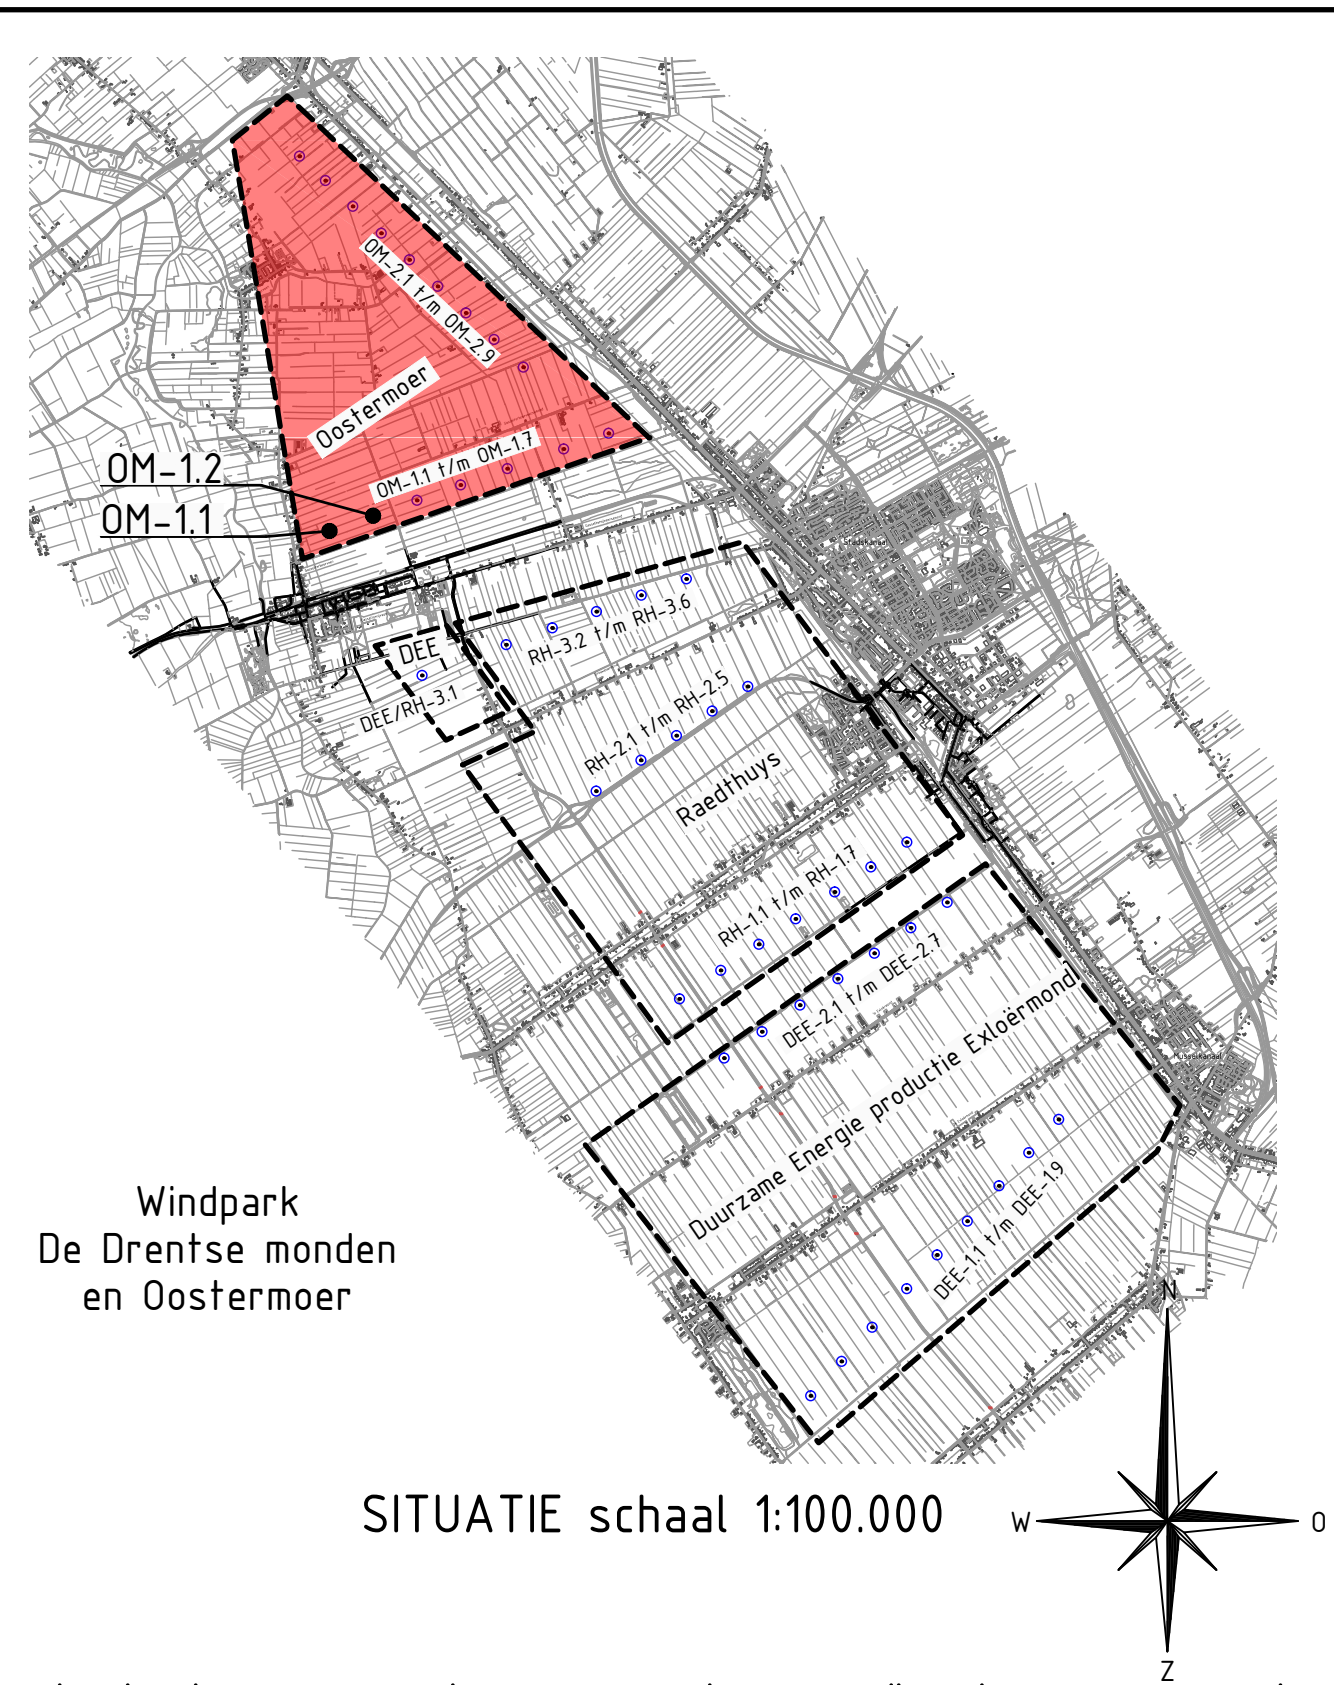 OM-2.1 t/m OM-2.9
Oostermoer
OM-1.1 t/m OM-1.7
OM-1.2
OM-1.1
Stadskanaal
DEE
DEE/RH-3.1
RH-3.2 t/m RH-3.6
RH-2.1 t/m RH-2.5
Raedthuys
RH-1.1 t/m RH-1.7
DEE-2.1 t/m DEE-2.7
Duurzame Energie productie Exloërmond
Musselkanaal
DEE-1.1 t/m DEE-1.9
Windpark
De Drentse monden
en Oostermoer
SITUATIE schaal 1:100.000
N
W
O
Z